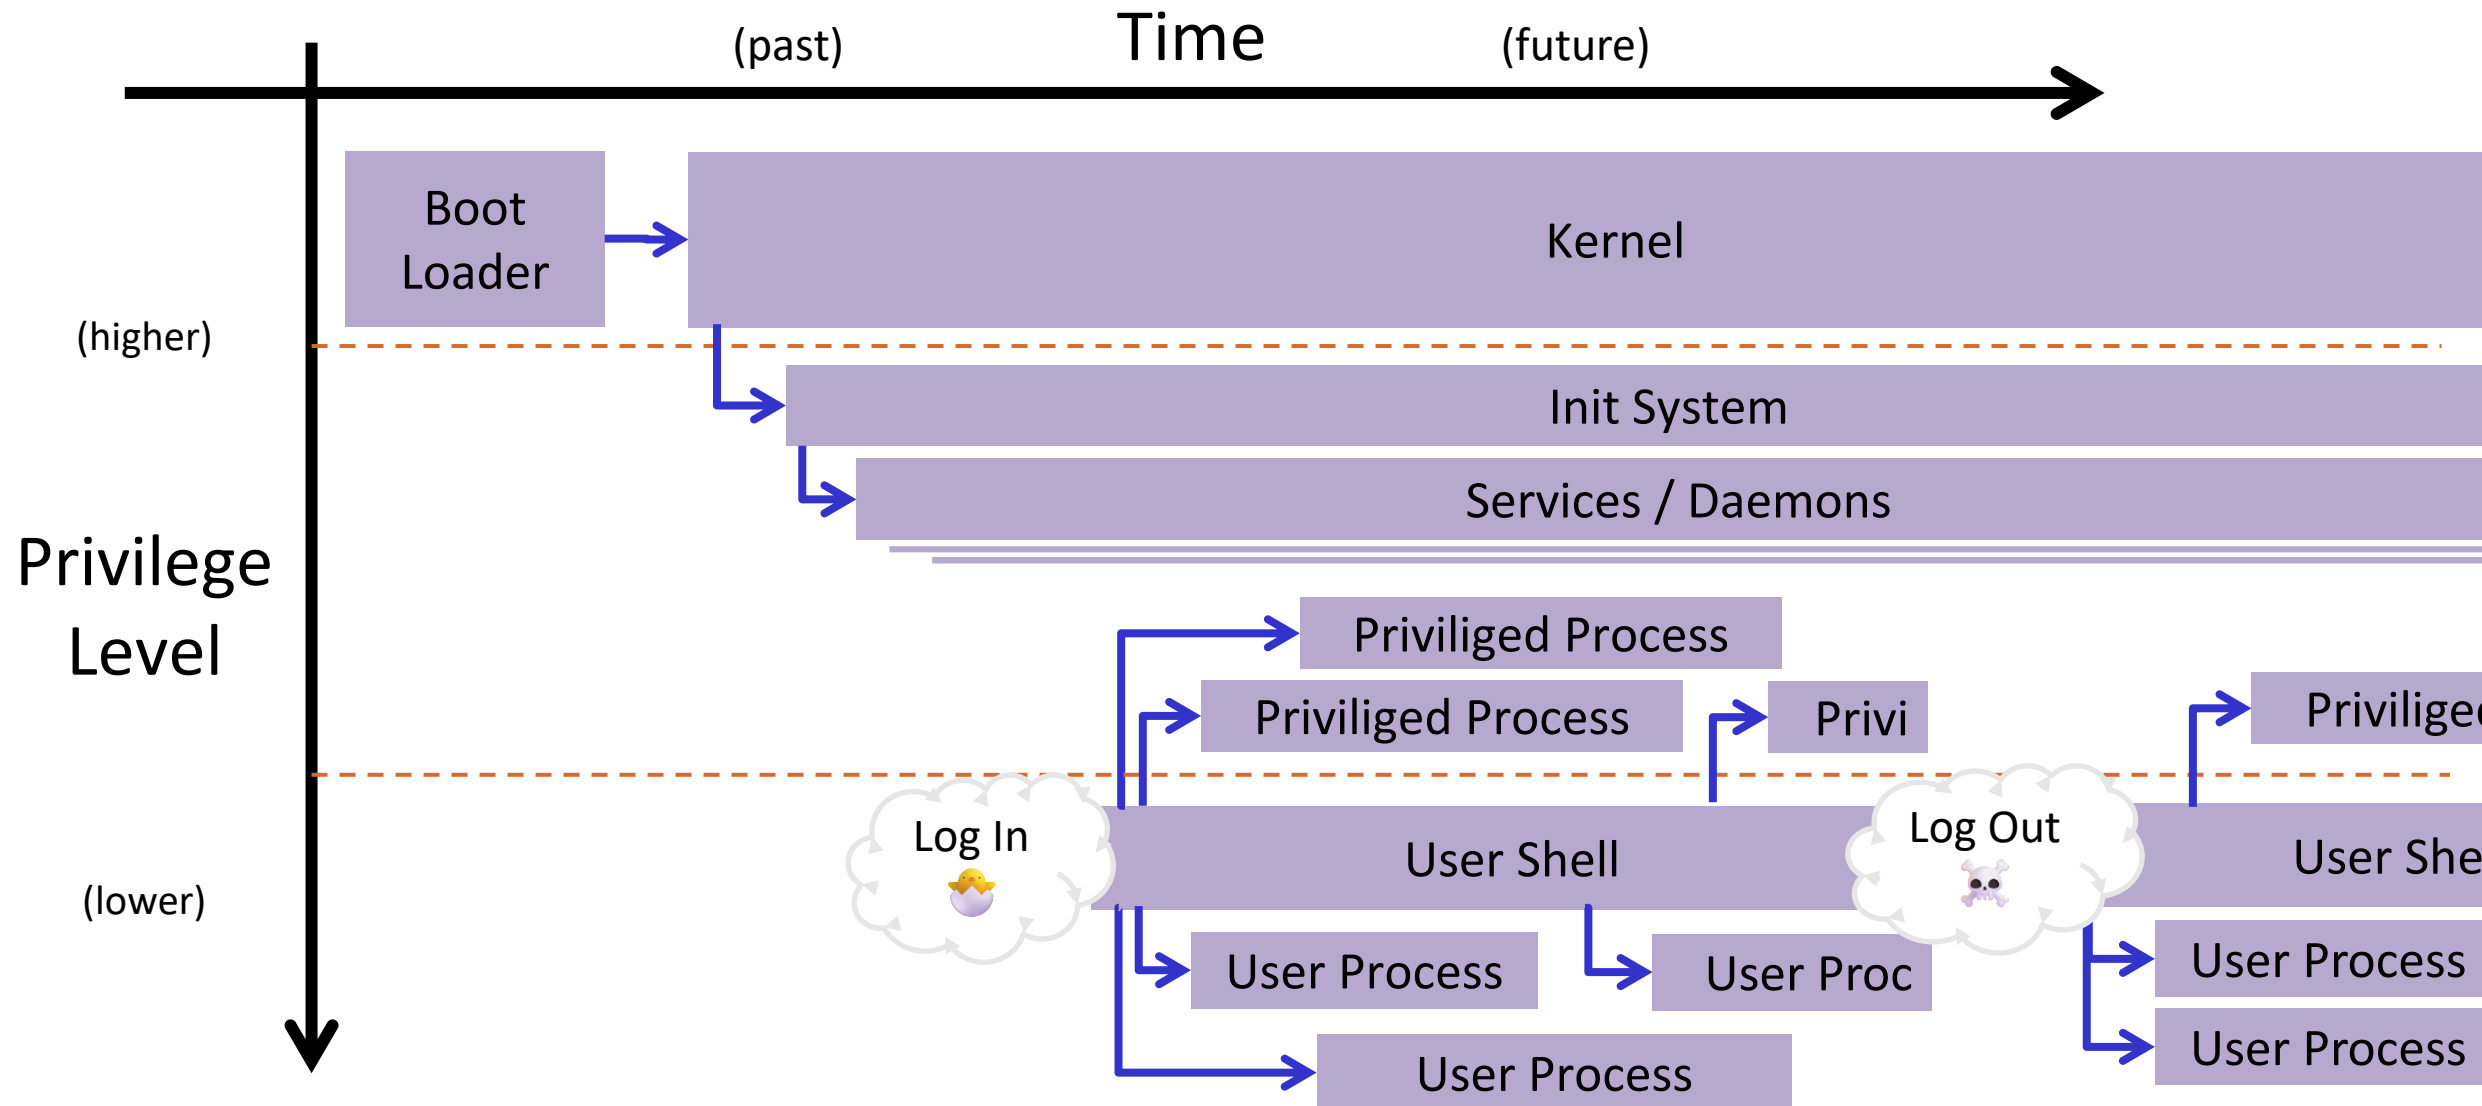 Time
(past)
(future)
Boot
Loader
Kernel
(higher)
Init System
Services / Daemons
Privilege
Level
Priviliged Process
Priviliged Process
Privi
Priviliged
Log In
User Shell
Log Out
User She
(lower)
User Process
User Proc
User Process
User Process
User Process